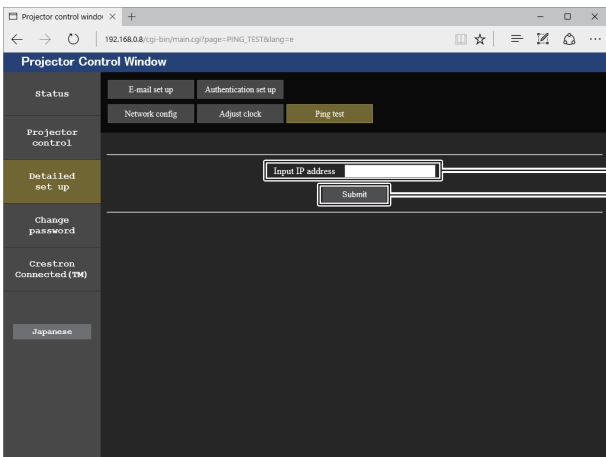 Projector control windo
192.168.0.8/cgi-bin/main.cgi?page=PING_TEST&lang=e
Projector Control Window
Status
E-mail set up
Authentication set up
Network config
Adjust clock
Ping test
Projector
control
Detailed
set up
Input IP address
Submit
Change
password
Crestron
Connected(TM)
Japanese